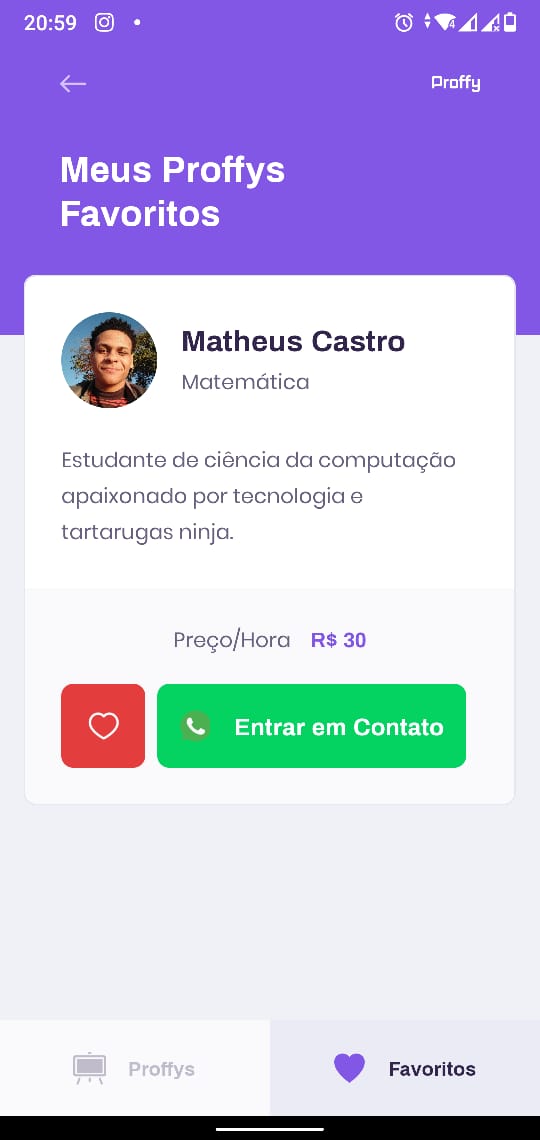 20:59
Proffy
Meus Proffys
Favoritos
Matheus Castro
Matemática
Estudante de ciência da computação
apaixonado por tecnologia e
tartarugas ninja.
Preço/Hora R$ 30
Entrar em Contato
Proffys Favoritos